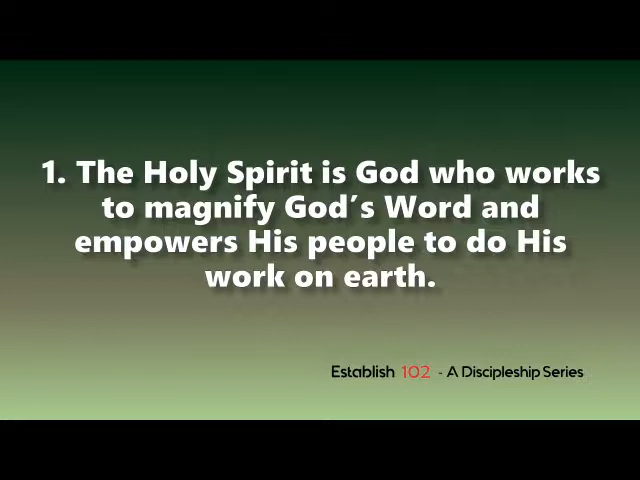 1. The Holy Spirit is God who works
to magnify God's Word and
empowers His people to do His
work on earth.
Establish 102 - A Discipleship Series